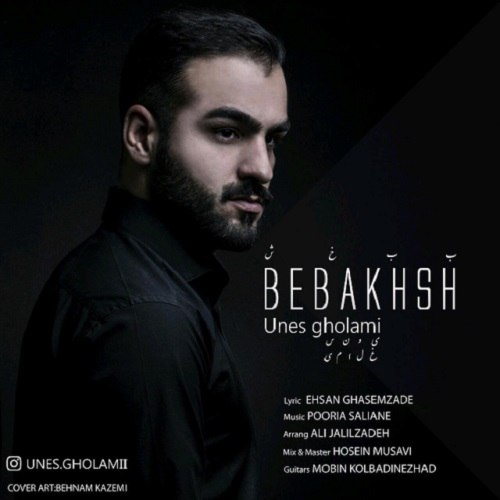 ب ب خ ش
BEBAKHSH
Unes gholami
ی و ن س
غ ل ا م ی
Lyric EHSAN GHASEMZADE
Music POORIA SALIANE
Arrang ALI JALILZADEH
Mix & Master HOSEIN MUSAVI
Guitars MOBIN KOLBADINEZHAD
UNES.GHOLAMII
COVER ART:BEHNAM KAZEMI